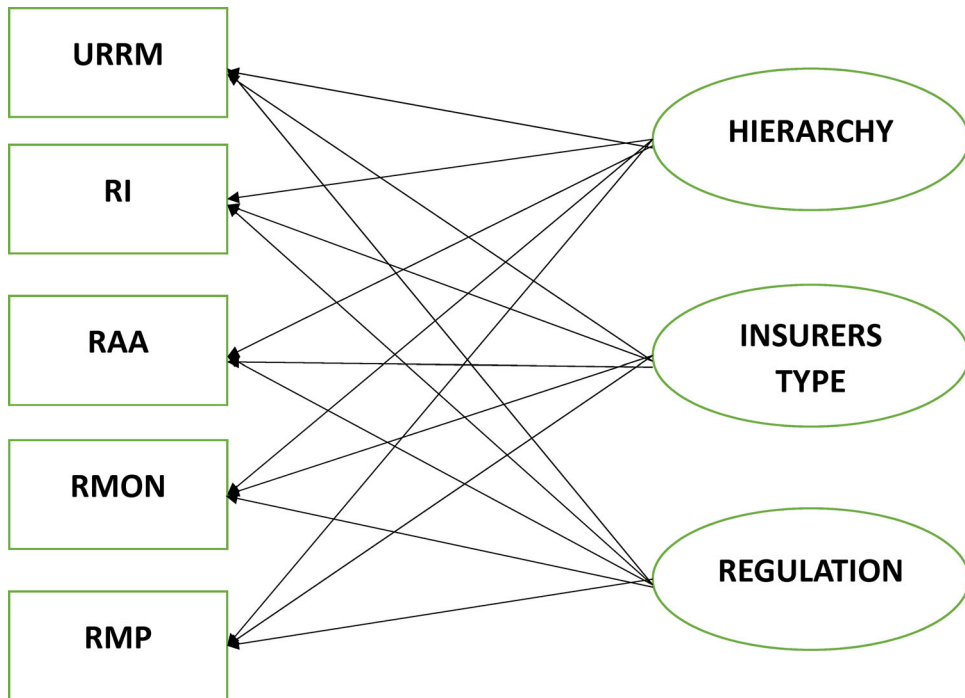 URRM
RI
RAA
RMON
RMP
HIERARCHY
INSURERS
TYPE
REGULATION